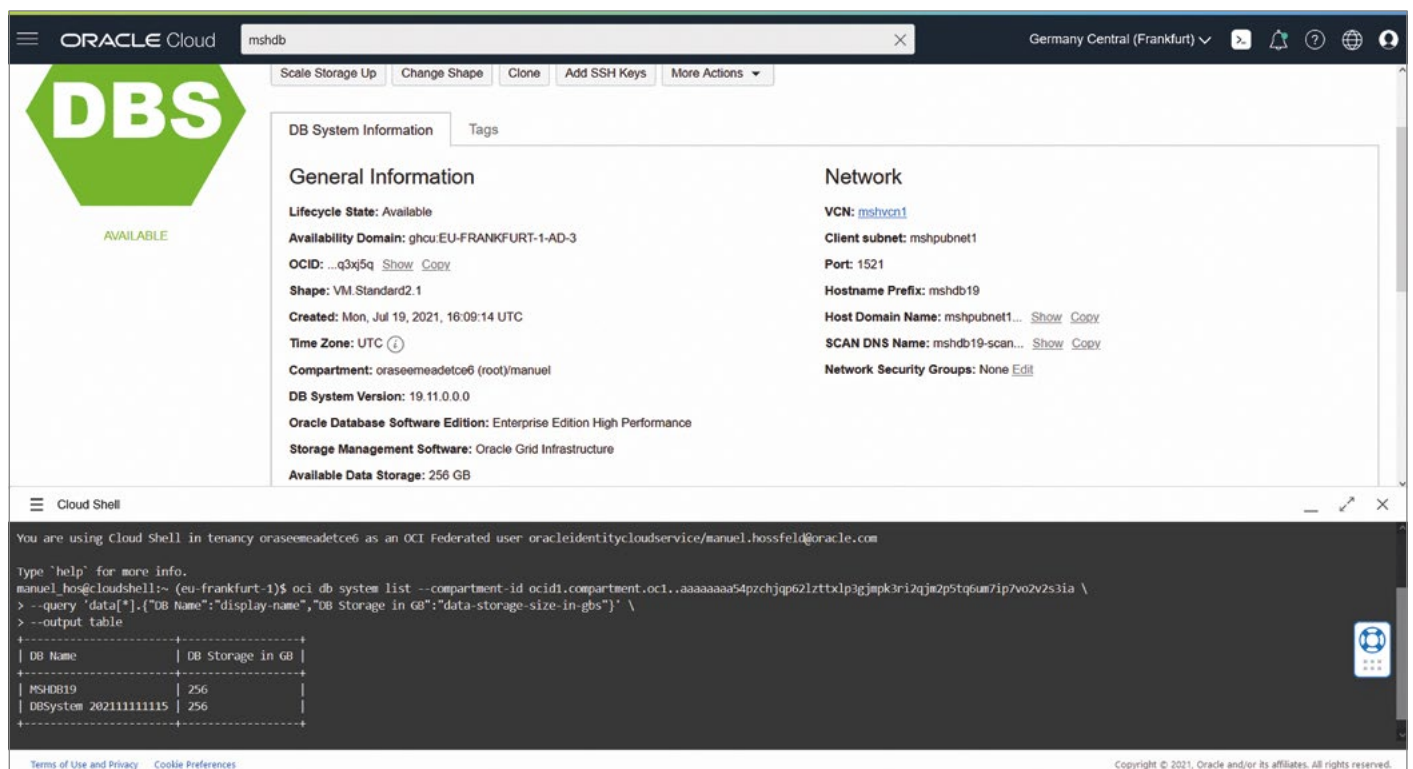 ORACLE Cloud
mshdb
Germany Central (Frankfurt)
Scale Storage Up Change Shape Clone Add SSH Keys More Actions
DBS
AVAILABLE
DB System Information Tags
General Information
Lifecycle State: Available
Availability Domain: ghcu:EU-FRANKFURT-1-AD-3
OCID: ...q3xj5q Show Copy
Shape: VM.Standard2.1
Created: Mon, Jul 19, 2021, 16:09:14 UTC
Time Zone: UTC i
Compartment: oraseemeadetce6 (root)/manuel
DB System Version: 19.11.0.0.0
Oracle Database Software Edition: Enterprise Edition High Performance
Storage Management Software: Oracle Grid Infrastructure
Available Data Storage: 256 GB
Network
VCN: mshvcn1
Client subnet: mshpubnet1
Port: 1521
Hostname Prefix: mshdb19
Host Domain Name: mshpubnet1... Show Copy
SCAN DNS Name: mshdb19-scan... Show Copy
Network Security Groups: None Edit
Cloud Shell
You are using Cloud Shell in tenancy oraseemeadetce6 as an OCI Federated user oracleidentitycloudservice/manuel.hossfeld@oracle.com
Type `help` for more info.
manuel_hos@cloudshell:~ (eu-frankfurt-1)$ oci db system list --compartment-id ocid1.compartment.oc1..aaaaaaaa54pzchjqp62lzttxlp3gjmpk3ri2qjm2p5tq6um7ip7vo2v2s3ia \
> --query 'data[*].{"DB Name":"display-name","DB Storage in GB":"data-storage-size-in-gbs"}' \
> --output table
+-----------------------+------------------+
| DB Name | DB Storage in GB |
+-----------------------+------------------+
| MSHDB19 | 256 |
| DBSystem 202111111115 | 256 |
+-----------------------+------------------+
Terms of Use and Privacy Cookie Preferences
Copyright © 2021, Oracle and/or its affiliates. All rights reserved.